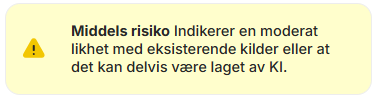 Middels risiko Indikerer en moderat
likhet med eksisterende kilder eller at
det kan delvis være laget av KI.